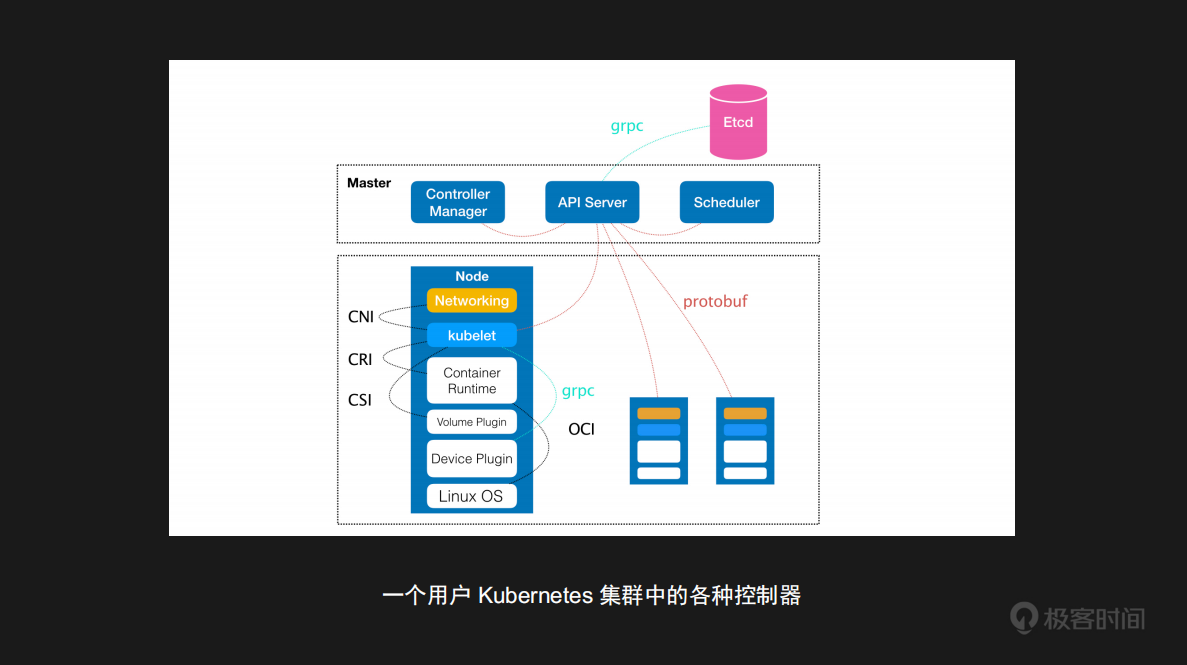 Etcd
grpc
Master
Controller
Manager
API Server
Scheduler
Node
Networking
CNI
kubelet
protobuf
CRI
Container
Runtime
CSI
grpc
Volume Plugin
OCI
Device Plugin
Linux OS
一个用户 Kubernetes 集群中的各种控制器
极客时间